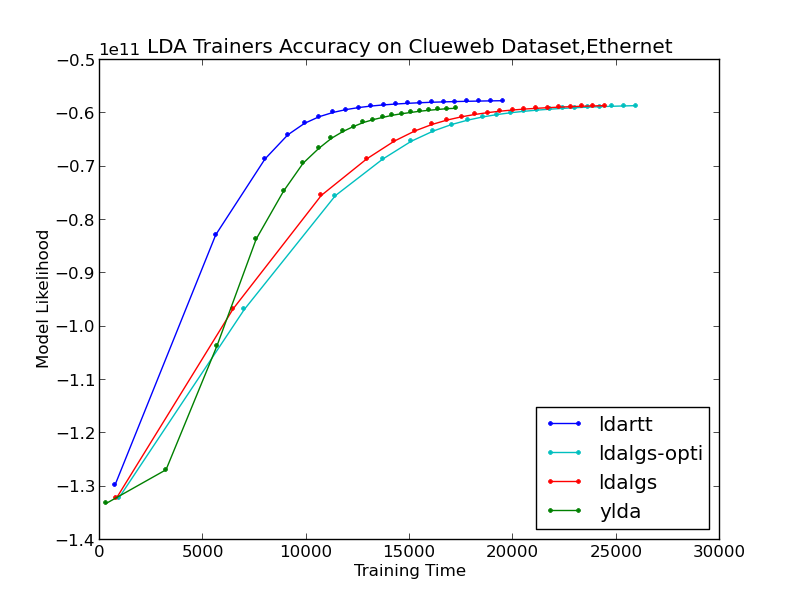 LDA Trainers Accuracy on Clueweb Dataset,Ethernet
1e11
−0.5
−0.6
−0.7
−0.8
−0.9
−1.0
−1.1
−1.2
−1.3
−1.4
Model Likelihood
ldartt
ldalgs-opti
ldalgs
ylda
0 5000 10000 15000 20000 25000 30000
Training Time